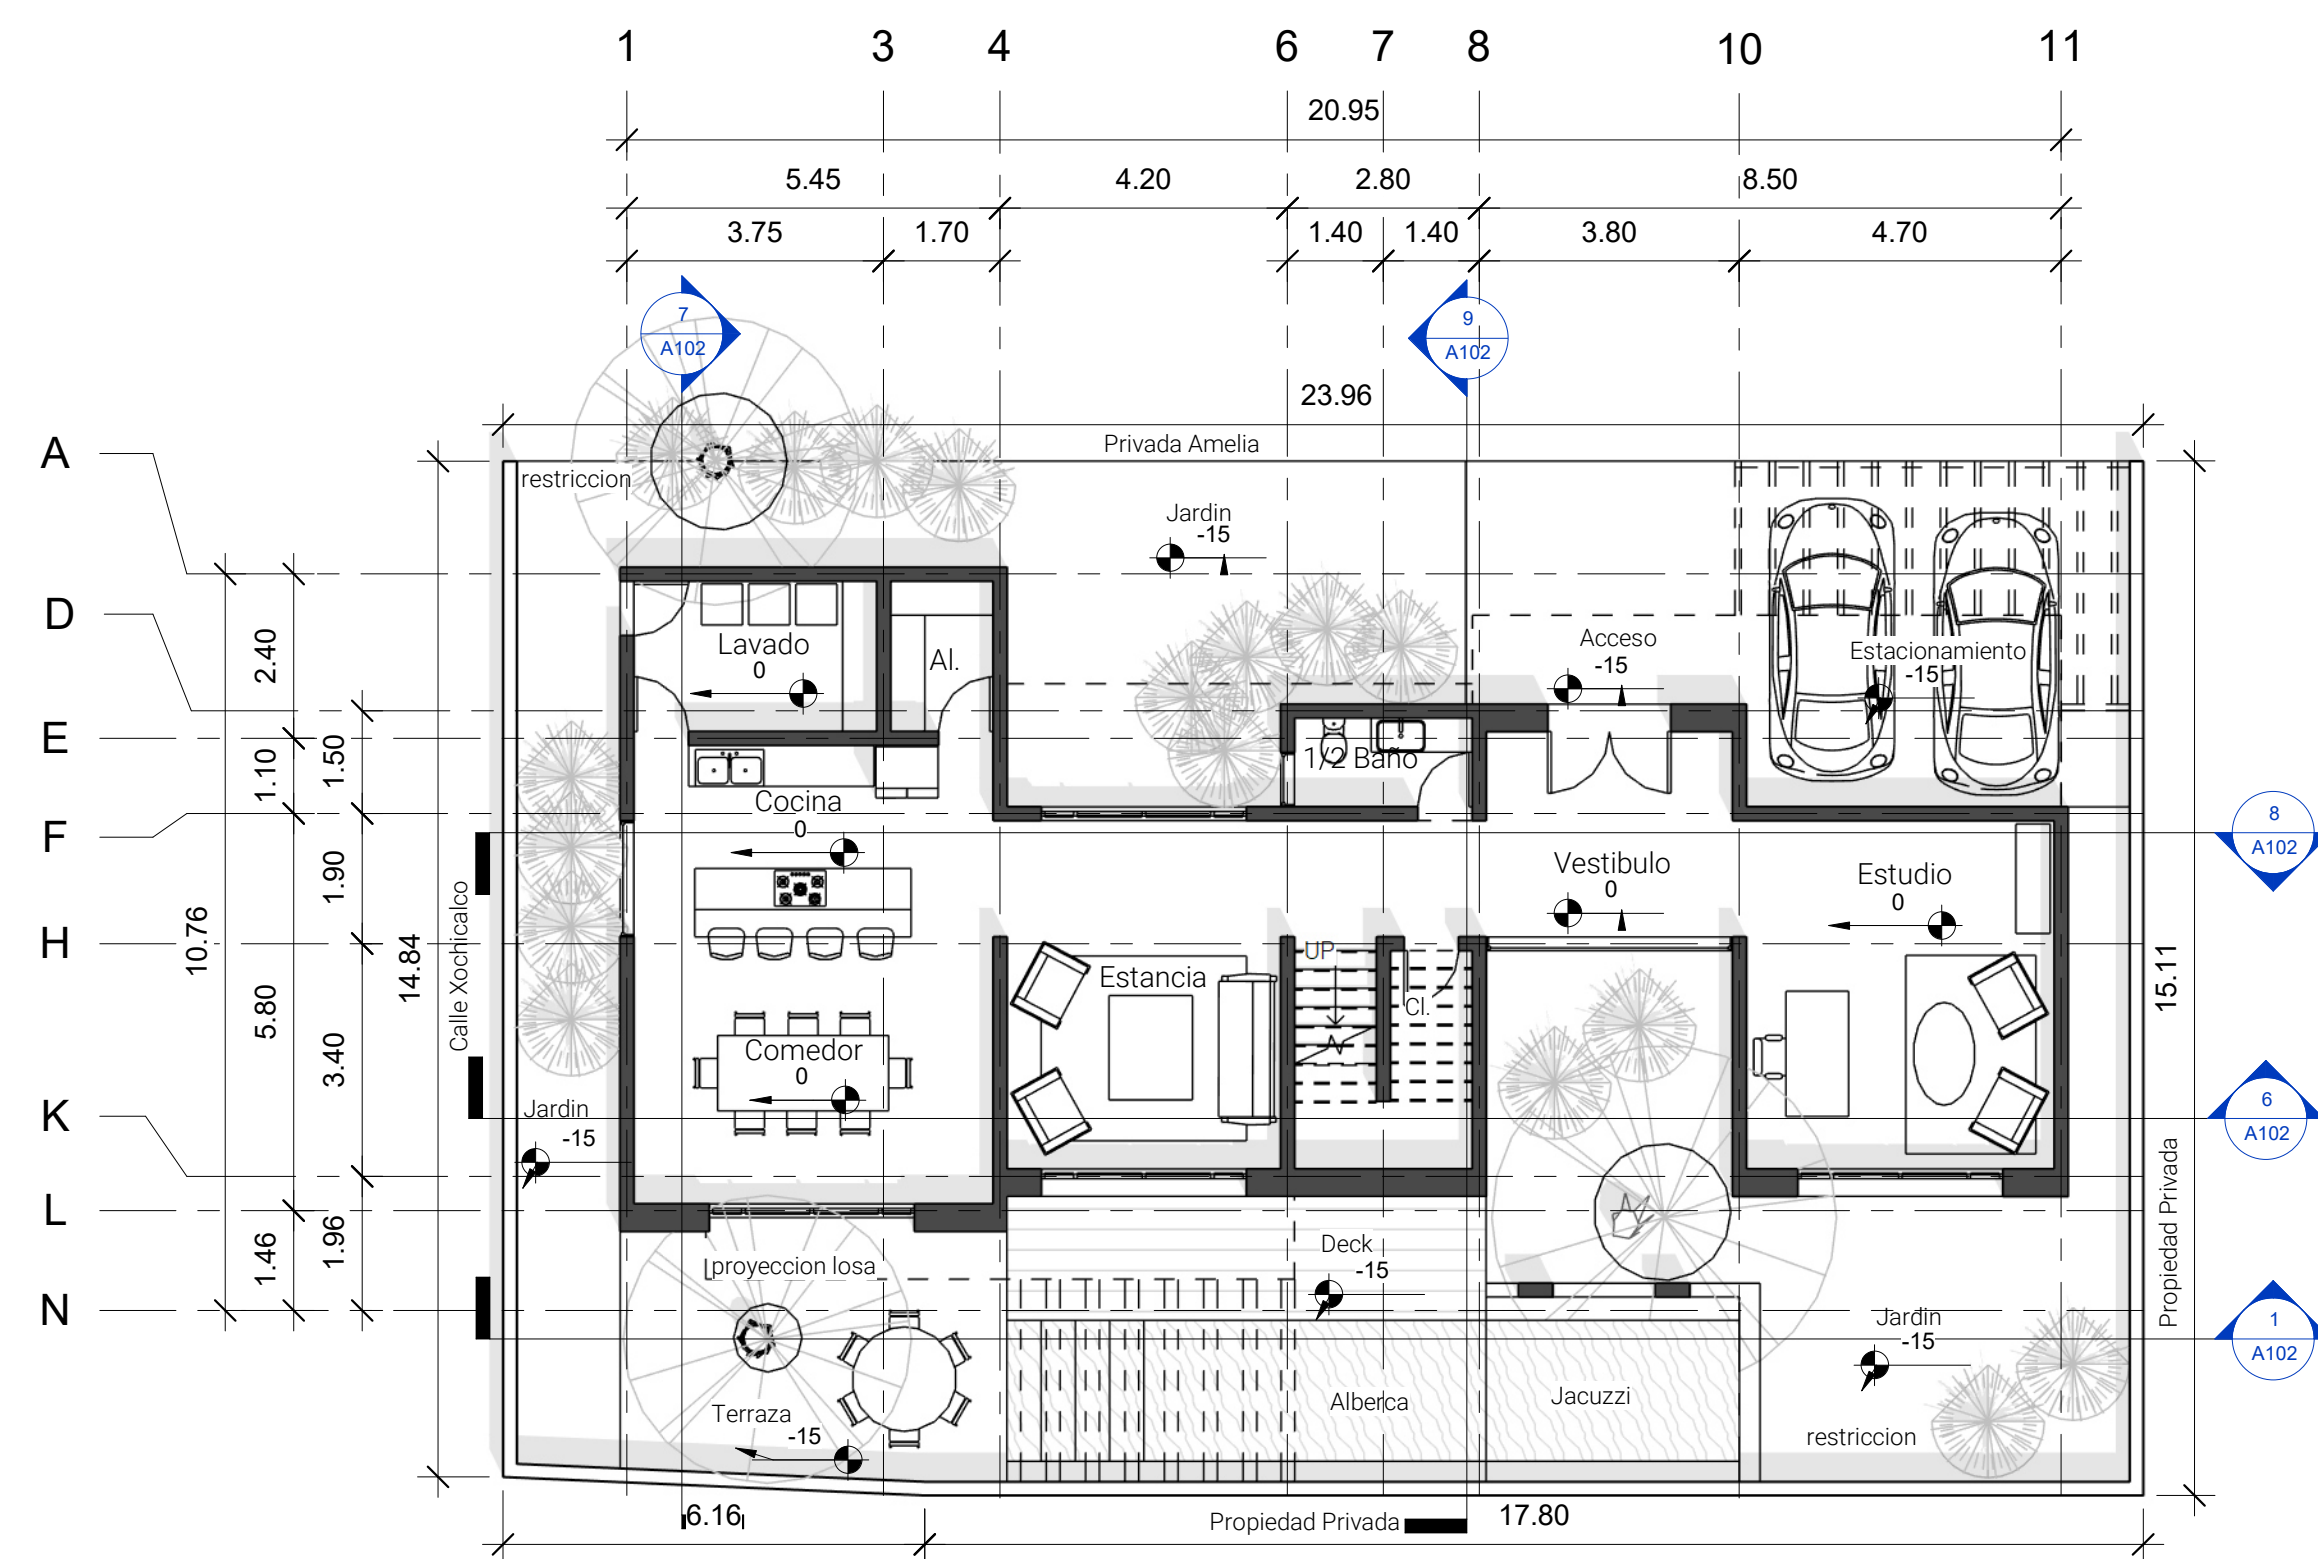 1 3 4 6 7 8 10 11
20.95
5.45 4.20 2.80 8.50
3.75 1.70 1.40 1.40 3.80 4.70
7
A102
9
A102
23.96
Privada Amelia
A
restriccion
Jardin
-15
D
Lavado
0
Al.
Acceso
-15
Estacionamiento
-15
2.40
E
1/2 Baño
1.10
1.50
Cocina
0
F
8
A102
Vestibulo
0
Estudio
0
1.90
10.76
H
14.84
Calle Xochicalco
UP
Estancia
Cl.
15.11
5.80
3.40
Comedor
0
K
Jardin
-15
6
A102
L
Propiedad Privada
1.46
1.96
Deck
-15
proyeccion losa
N
Jardin
-15
1
A102
Terraza
-15
Alberca
Jacuzzi
restriccion
6.16
Propiedad Privada
17.80